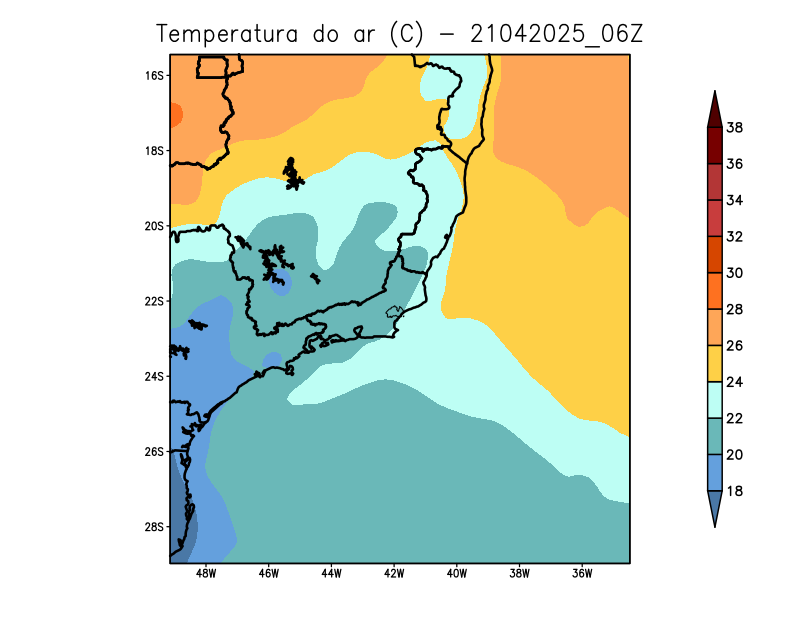 Temperatura do ar (C) – 21042025_06Z
16S
18S
20S
22S
24S
26S
28S
48W 46W 44W 42W 40W 38W 36W
38
36
34
32
30
28
26
24
22
20
18